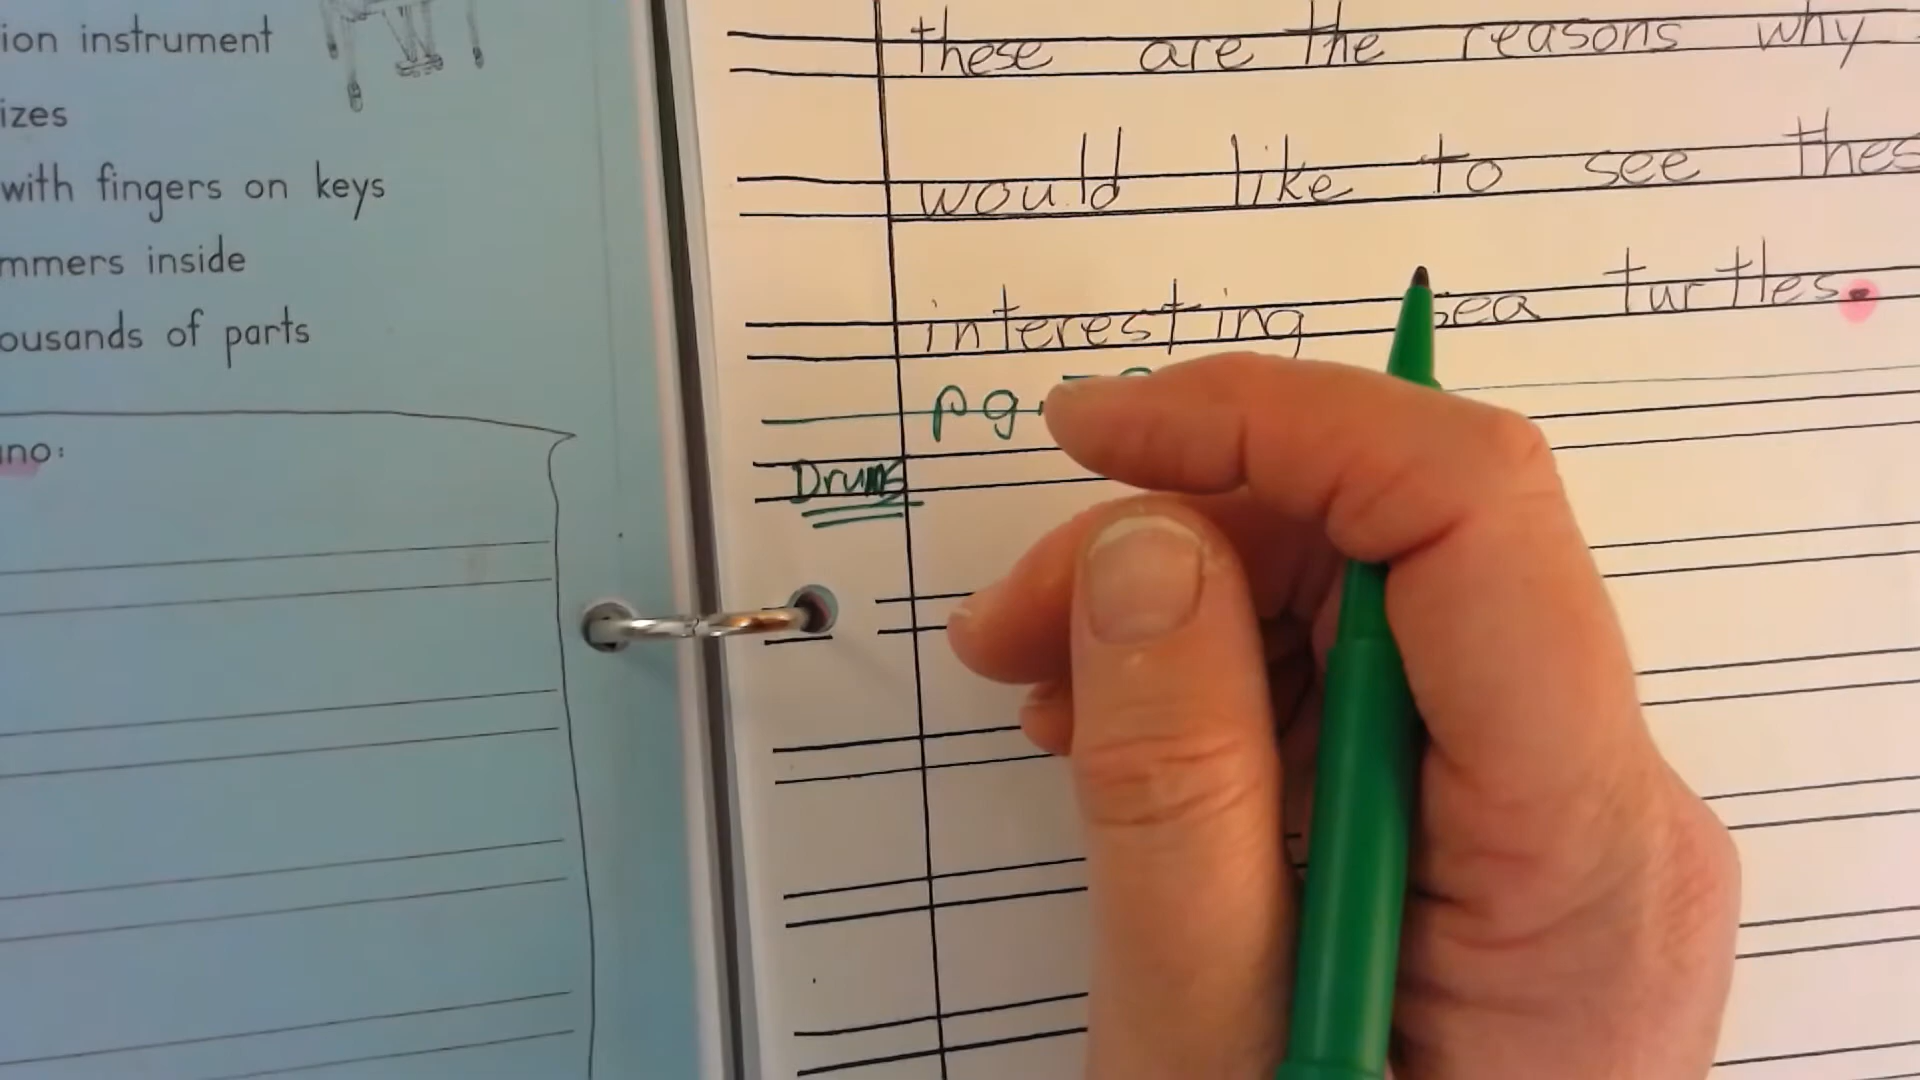 ion instrument
izes
with fingers on keys
mmers inside
ousands of parts
no:
these are the reasons why
would like to see thes
interesting sea turtles.
pg.
Drums